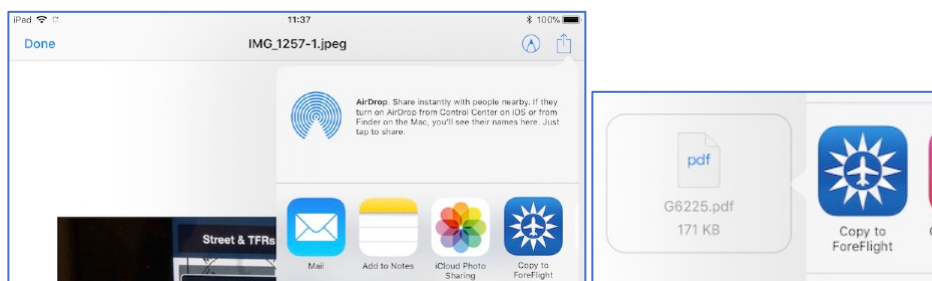 iPad
11:37
100%
Done
IMG_1257-1.jpeg
AirDrop. Share instantly with people nearby. If they
turn on AirDrop from Control Center on iOS or from
Finder on the Mac, you'll see their names here. Just
tap to share.
Street & TFRs
Mail
Add to Notes
iCloud Photo
Sharing
Copy to
ForeFlight
pdf
G6225.pdf
171 KB
Copy to
ForeFlight